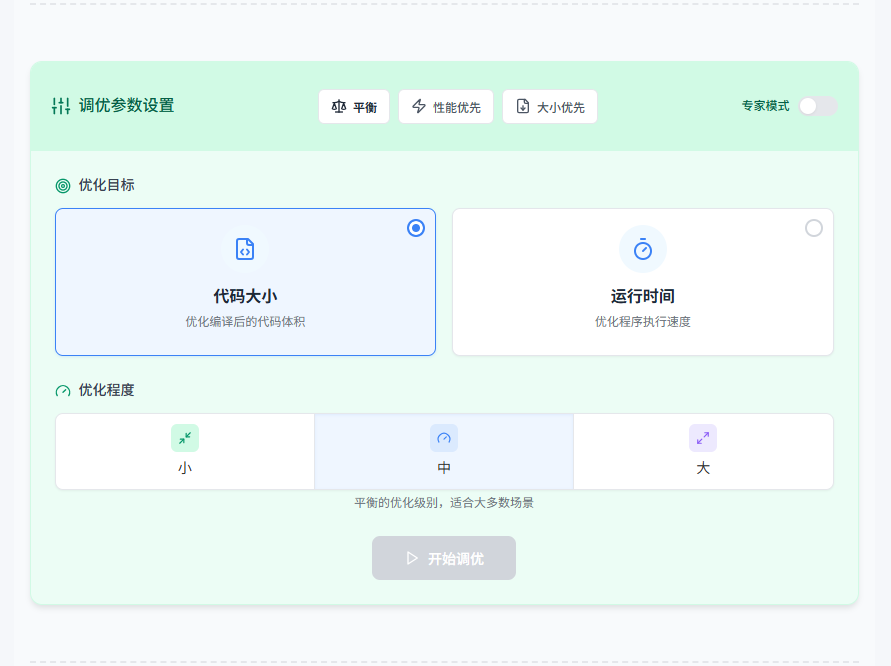 调优参数设置
平衡
性能优先
大小优先
专家模式
优化目标
代码大小
优化编译后的代码体积
运行时间
优化程序执行速度
优化程度
小
中
大
平衡的优化级别，适合大多数场景
开始调优